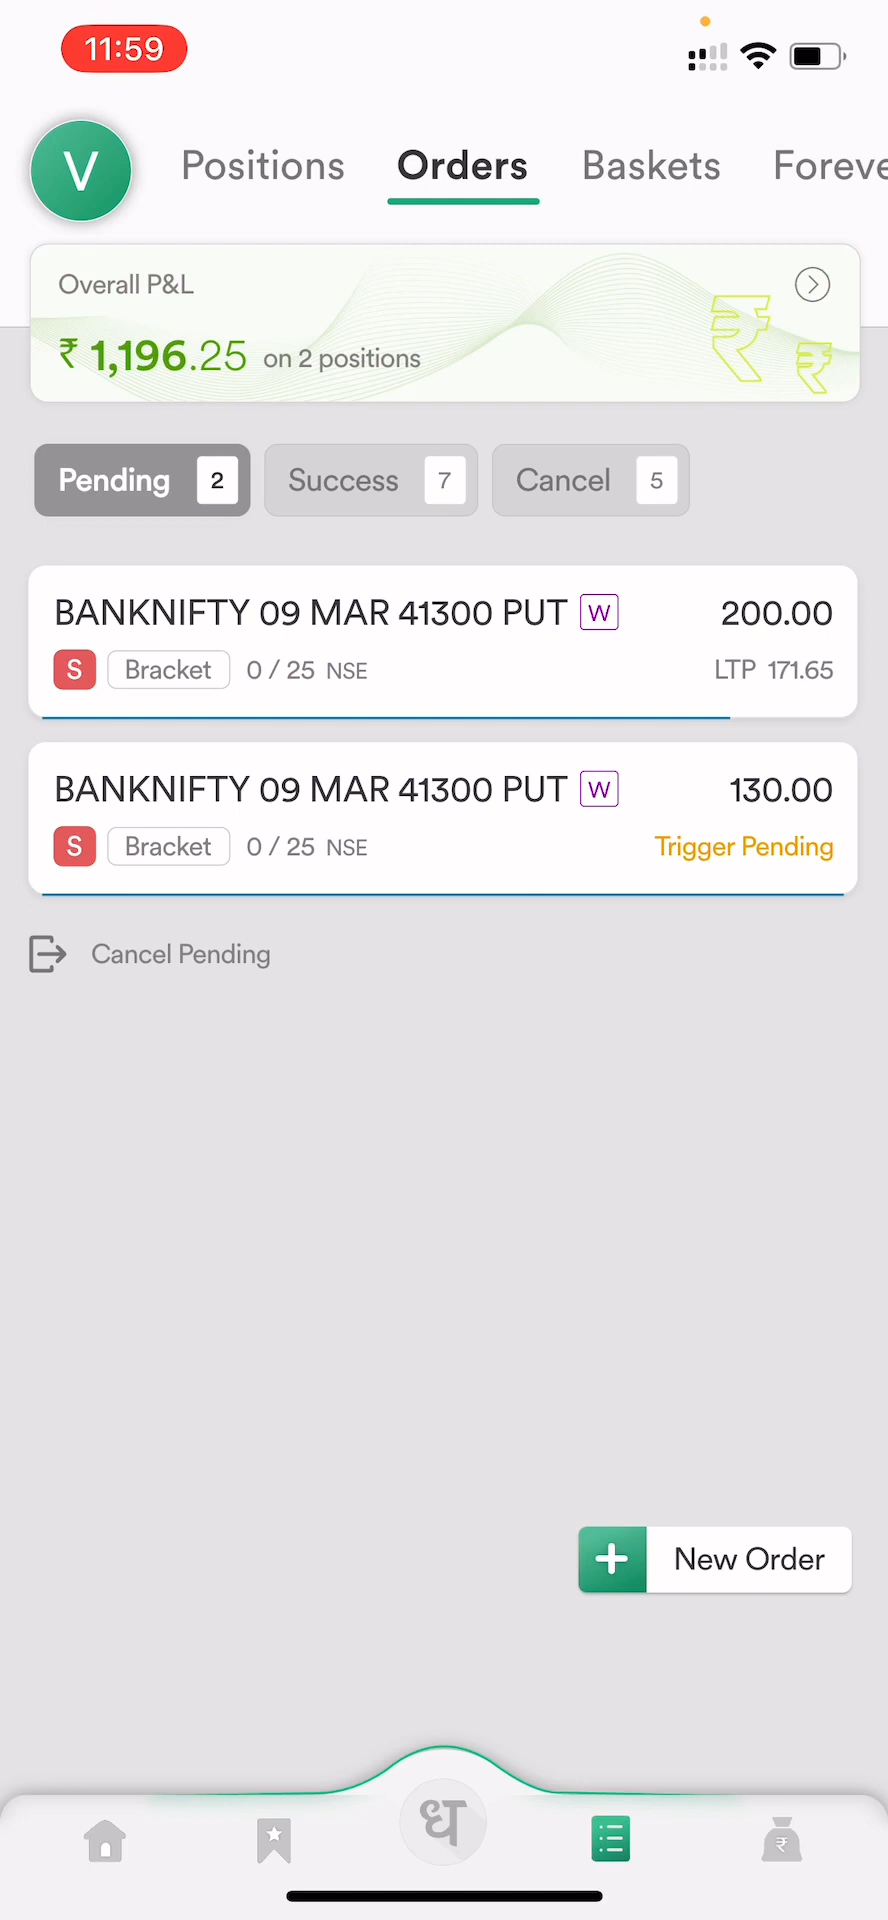 11:59
V
Positions Orders Baskets Foreve
Overall P&L
₹ 1,196.25 on 2 positions
Pending 2 Success 7 Cancel 5
BANKNIFTY 09 MAR 41300 PUT W 200.00
S Bracket 0 / 25 NSE LTP 171.65
BANKNIFTY 09 MAR 41300 PUT W 130.00
S Bracket 0 / 25 NSE Trigger Pending
Cancel Pending
+ New Order
ध